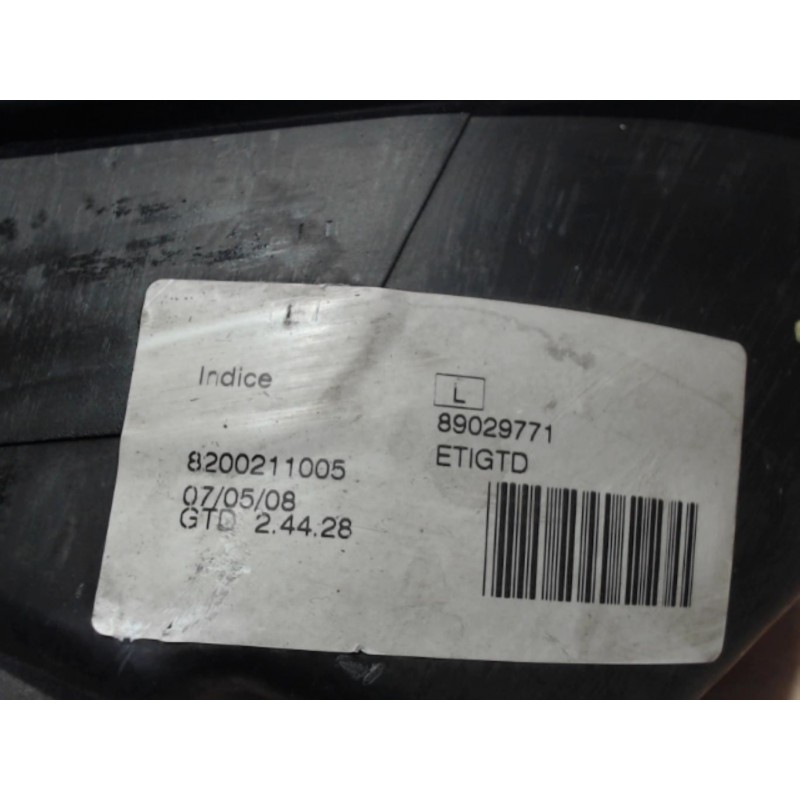 L
Indice
L
89029771
8200211005
ETIGTD
07/05/08
GTD 2.44.28